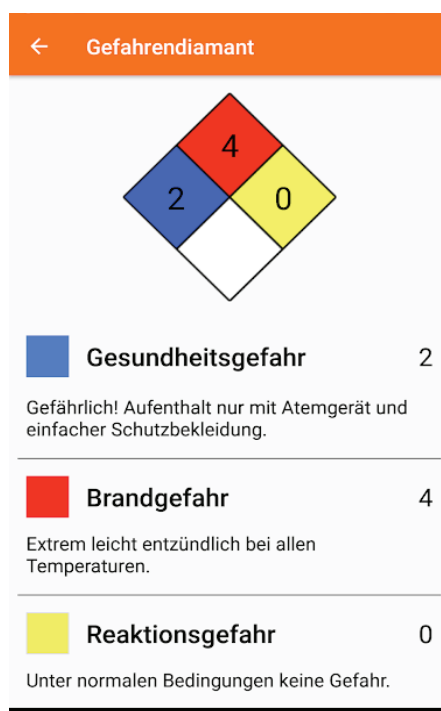 ← Gefahrendiamant
4
2 0
Gesundheitsgefahr 2
Gefährlich! Aufenthalt nur mit Atemgerät und
einfacher Schutzbekleidung.
Brandgefahr 4
Extrem leicht entzündlich bei allen
Temperaturen.
Reaktionsgefahr 0
Unter normalen Bedingungen keine Gefahr.